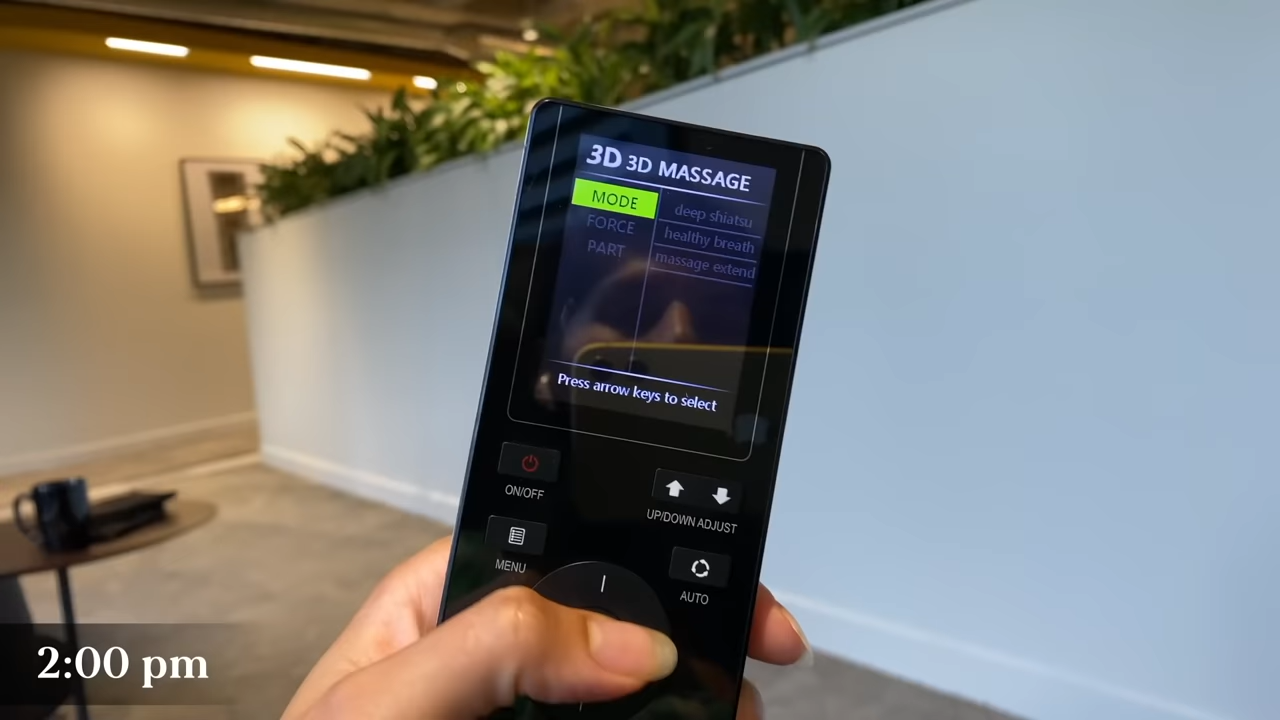 3D 3D MASSAGE
MODE
FORCE
PART
deep shiatsu
healthy breath
massage extend
Press arrow keys to select
ON/OFF
UP/DOWN ADJUST
MENU
AUTO
2:00 pm